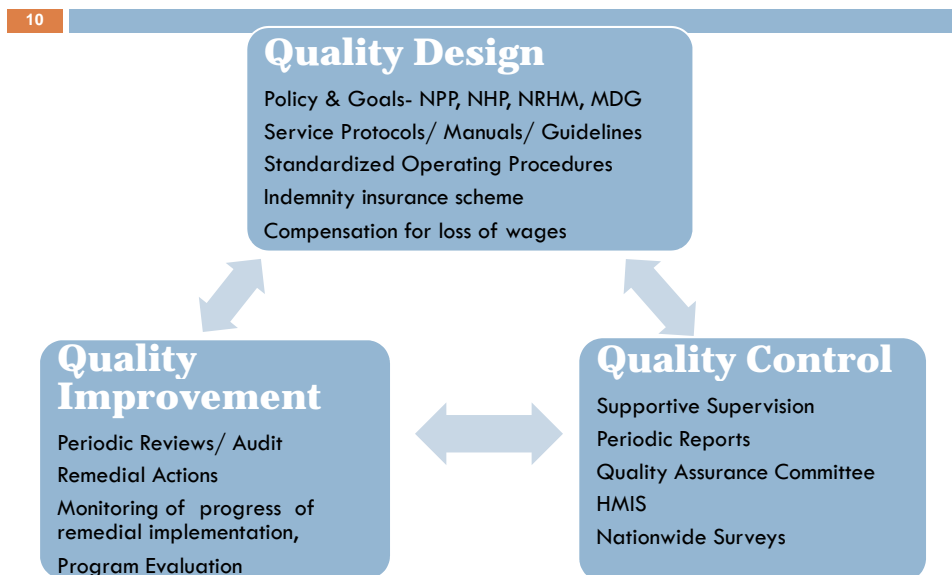 10
Quality Design
Policy & Goals- NPP, NHP, NRHM, MDG
Service Protocols/ Manuals/ Guidelines
Standardized Operating Procedures
Indemnity insurance scheme
Compensation for loss of wages
Quality
Improvement
Periodic Reviews/ Audit
Remedial Actions
Monitoring of progress of
remedial implementation,
Program Evaluation
Quality Control
Supportive Supervision
Periodic Reports
Quality Assurance Committee
HMIS
Nationwide Surveys